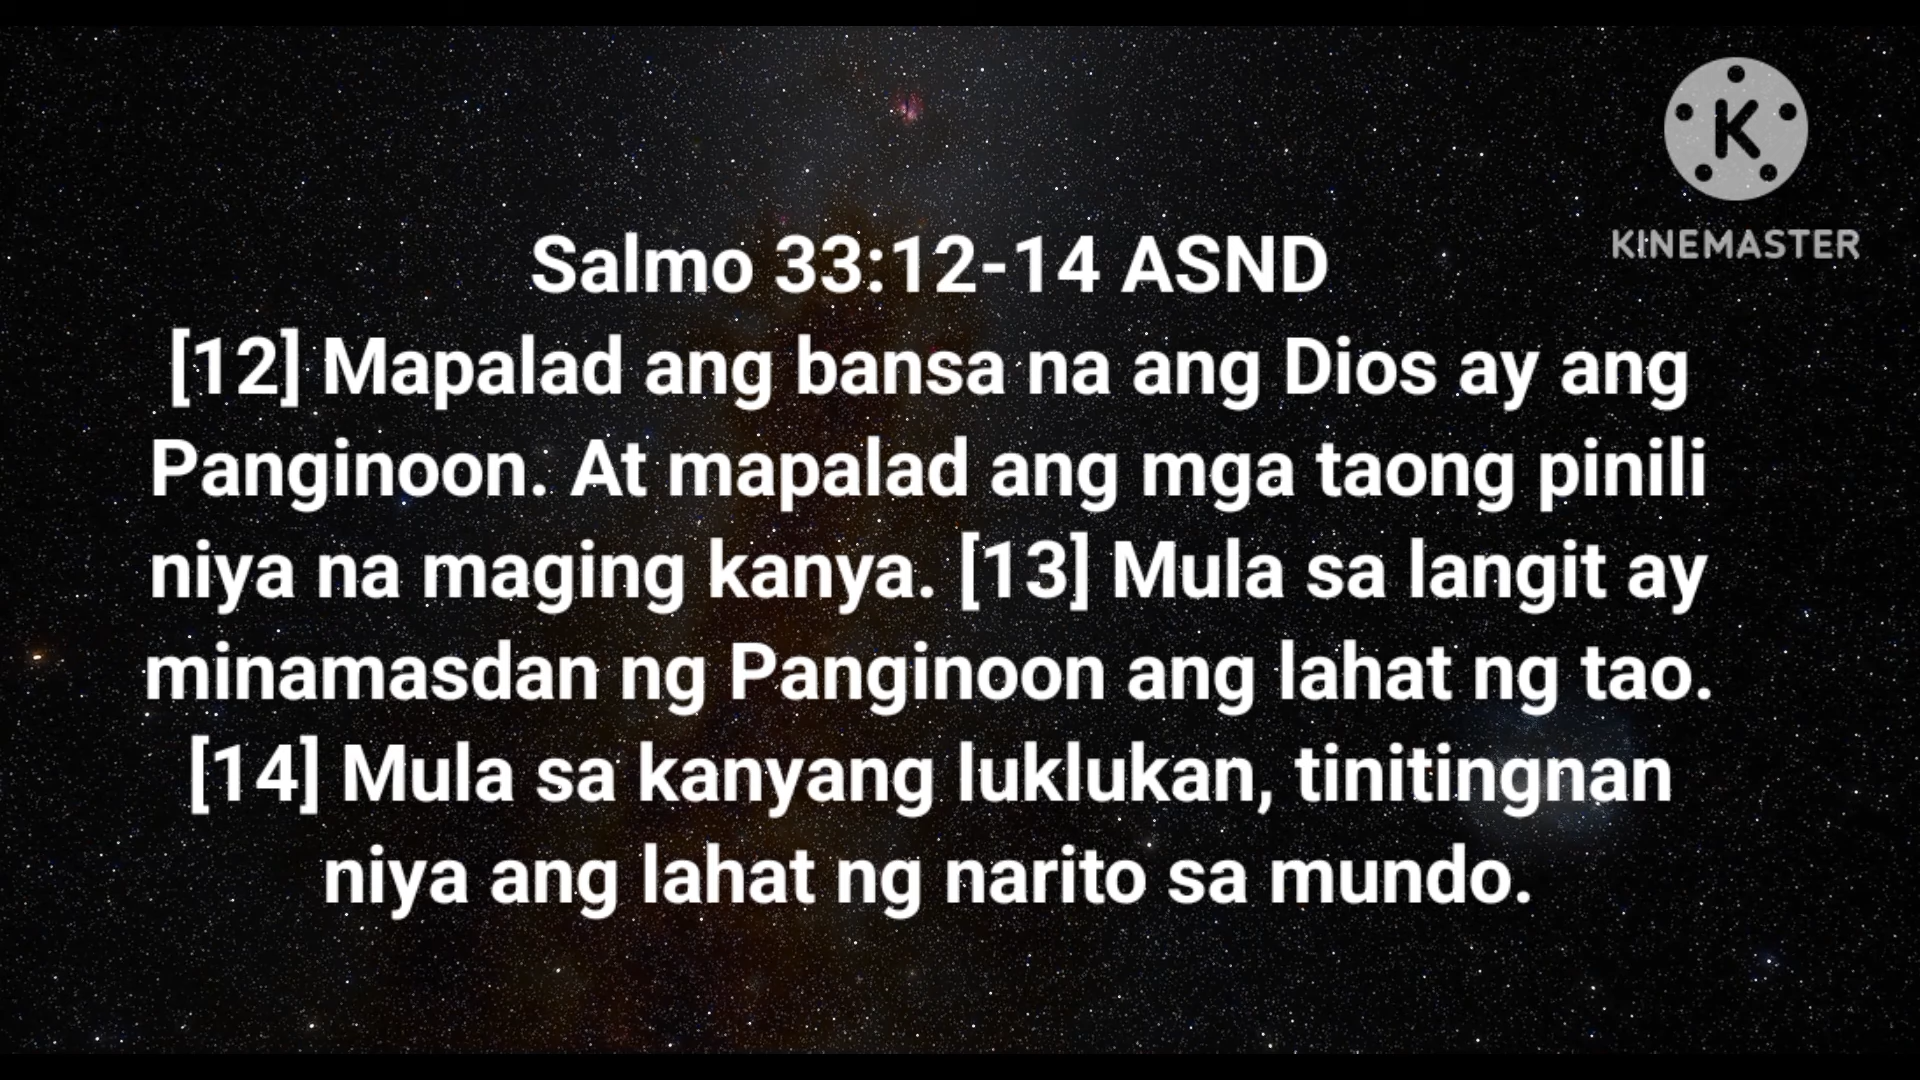 K
KINEMASTER
Salmo 33:12-14 ASND
[12] Mapalad ang bansa na ang Dios ay ang
Panginoon. At mapalad ang mga taong pinili
niya na maging kanya. [13] Mula sa langit ay
minamasdan ng Panginoon ang lahat ng tao.
[14] Mula sa kanyang luklukan, tinitingnan
niya ang lahat ng narito sa mundo.